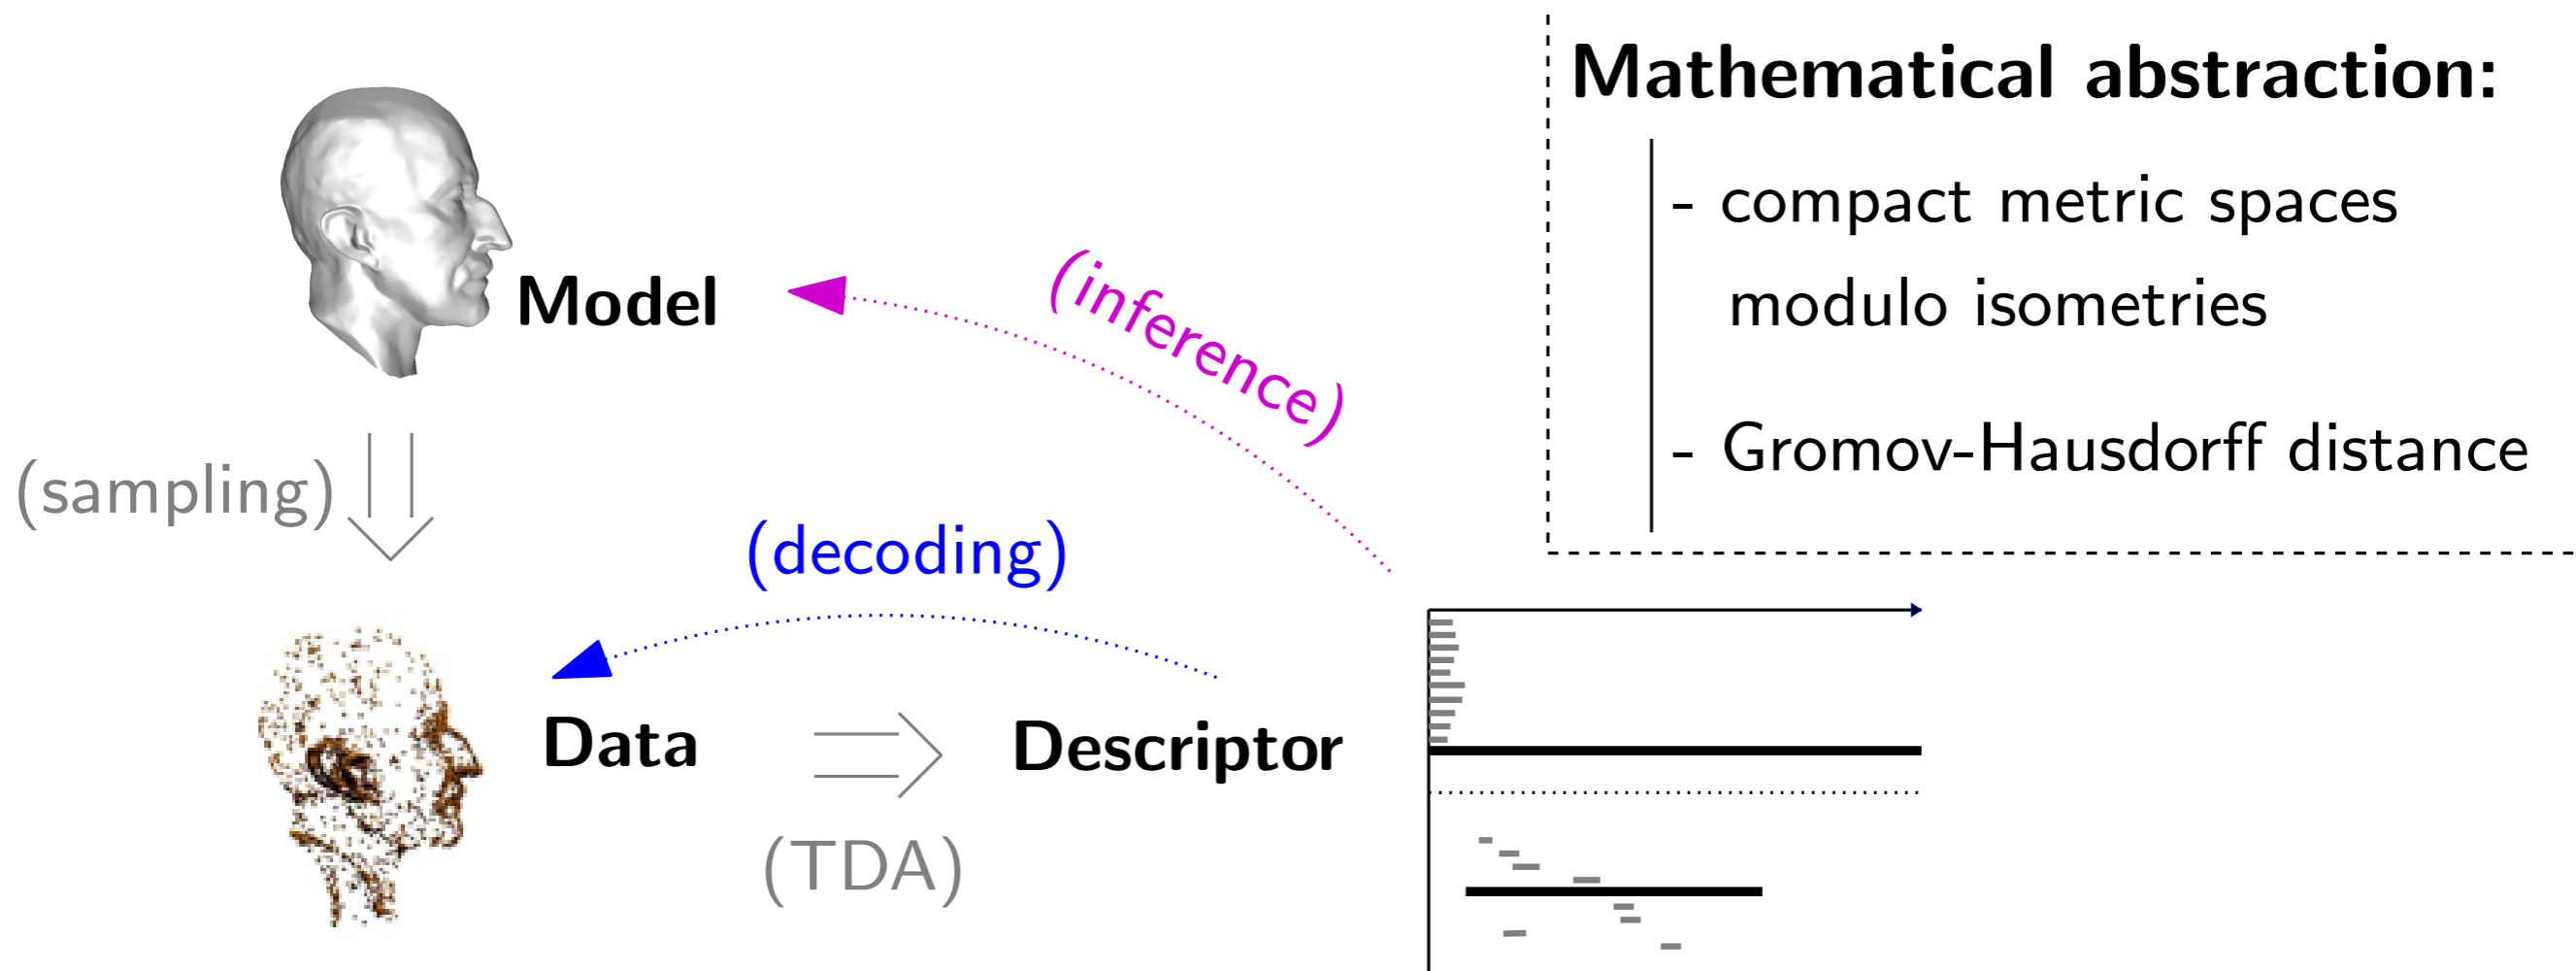 Mathematical abstraction:
- compact metric spaces
modulo isometries
- Gromov-Hausdorff distance
Model
(inference)
(sampling)
(decoding)
Data
Descriptor
(TDA)